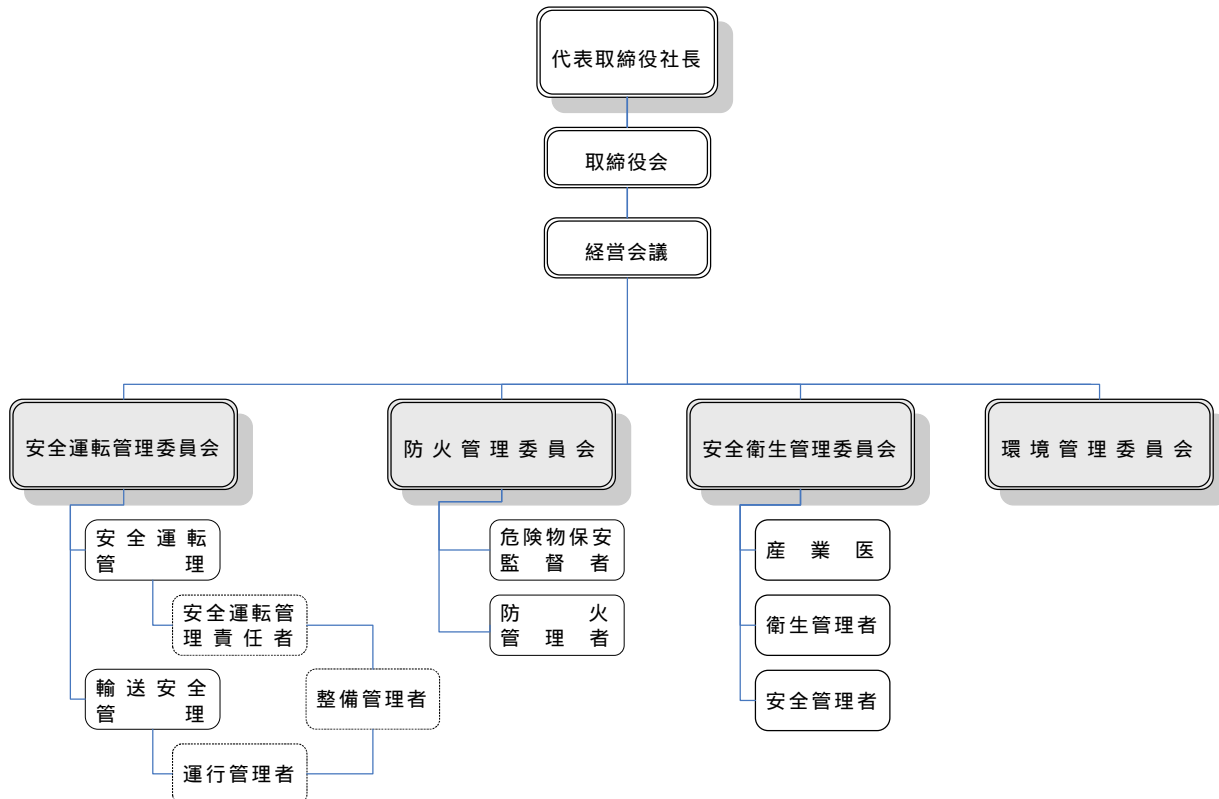 代表取締役社長
取締役会
経営会議
安全運転管理委員会
防火管理委員会
安全衛生管理委員会
環境管理委員会
安全運転
管理
危険物保安
監督者
産業医
安全運転管
理責任者
防火
管理者
衛生管理者
輸送安全
管理
整備管理者
安全管理者
運行管理者